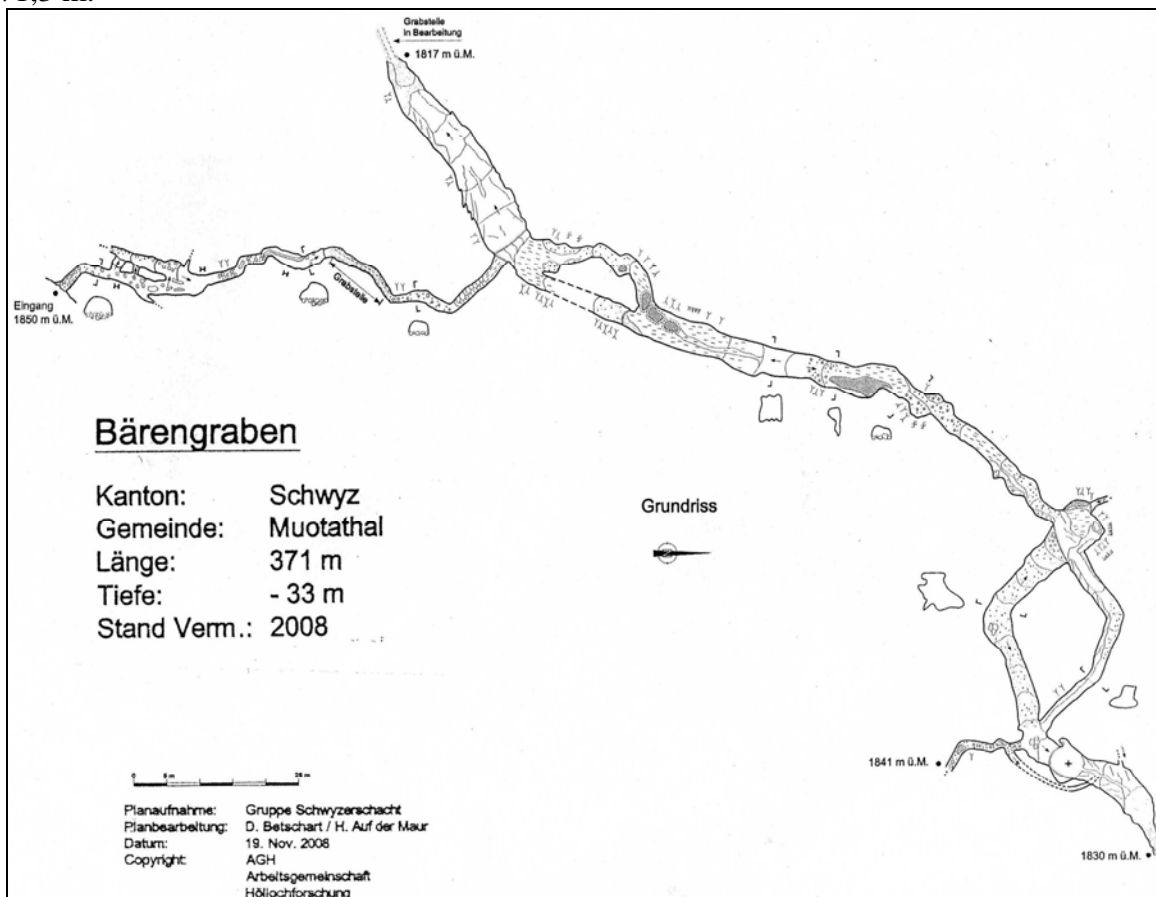 Grabstelle
in Bearbeitung
1817 m ü.M.
Eingang
1850 m ü.M.
Grabstelle
Bärengraben
Kanton: Schwyz
Gemeinde: Muotathal
Länge: 371 m
Tiefe: - 33 m
Stand Verm.: 2008
Grundriss
1841 m ü.M.
1830 m ü.M.
Planaufnahme: Gruppe Schwyzerschacht
Planbearbeitung: D. Betschart / H. Auf der Maur
Datum: 19. Nov. 2008
Copyright: AGH
Arbeitsgemeinschaft
Höllochforschung